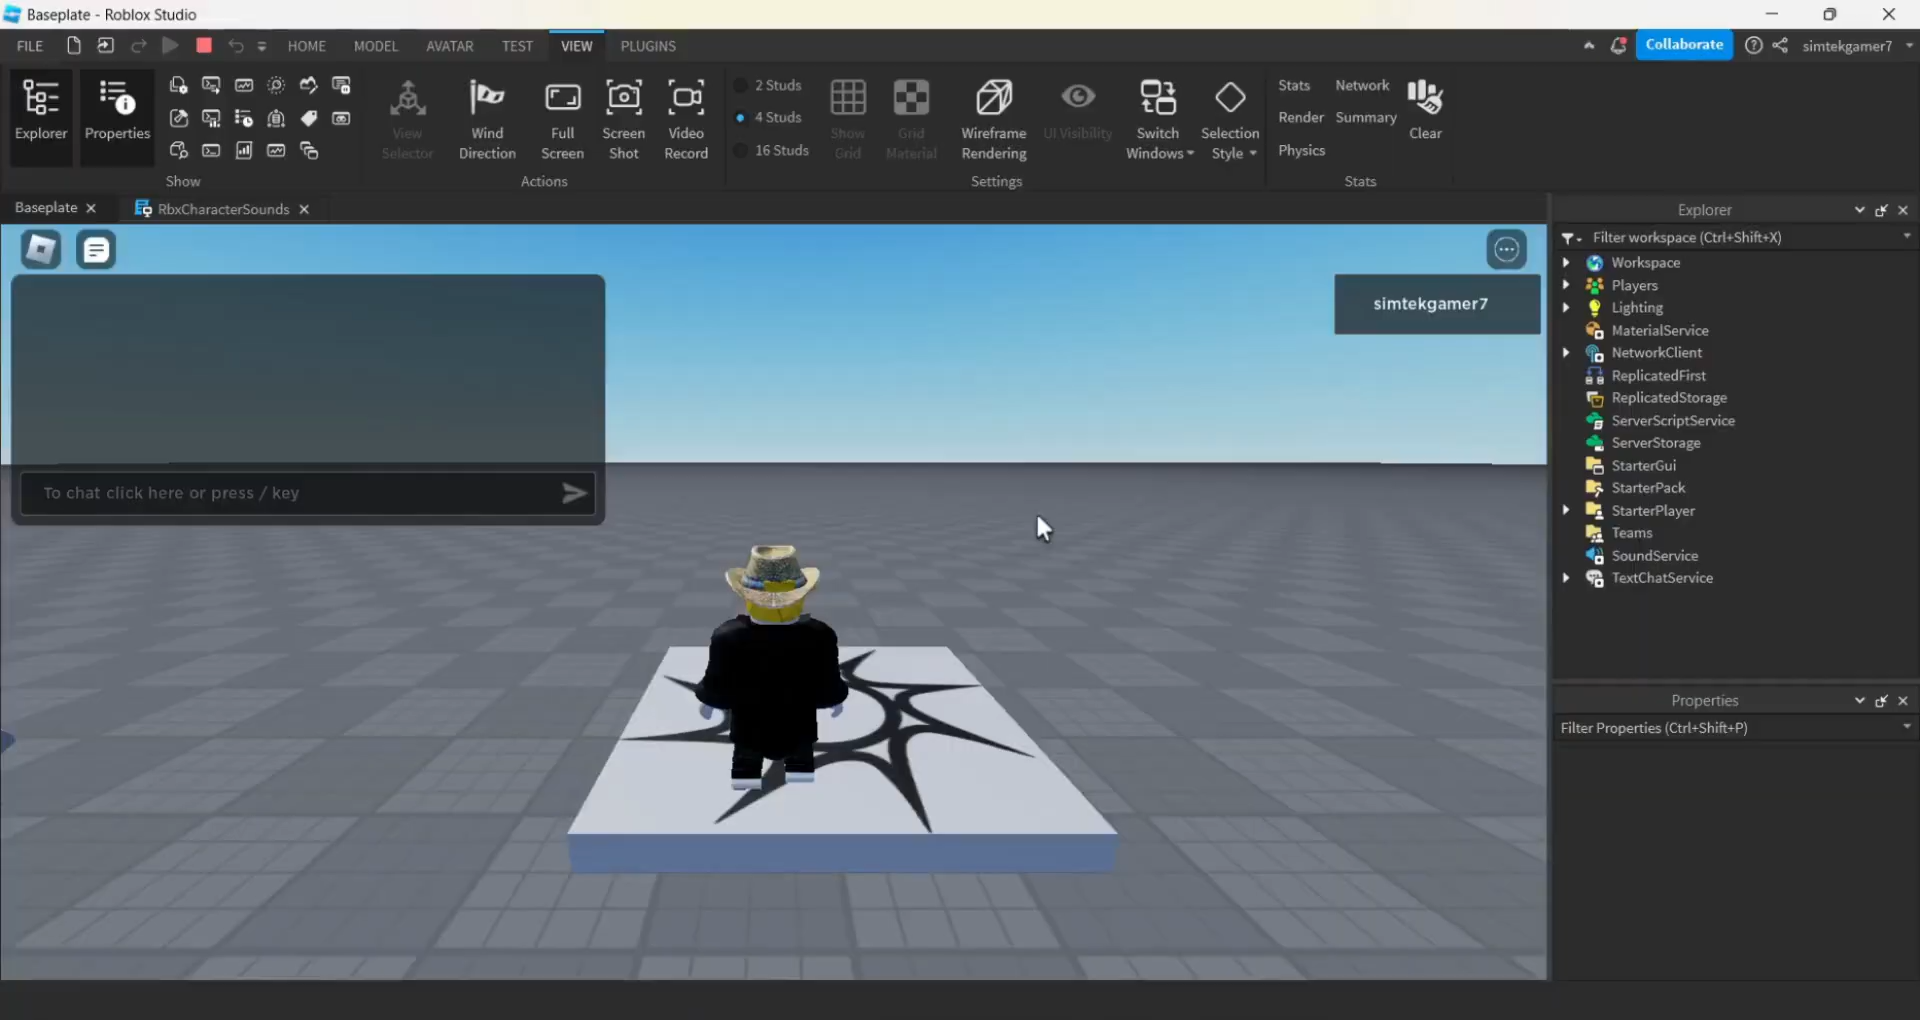 Baseplate - Roblox Studio
FILE HOME MODEL AVATAR TEST VIEW PLUGINS Collaborate simtekgamer7
Explorer
Properties
Show
View
Selector
Wind
Direction
Full
Screen
Screen
Shot
Video
Record
Actions
2 Studs
4 Studs
16 Studs
Show
Grid
Grid
Material
Wireframe
Rendering
UI Visibility
Switch
Windows
Selection
Style
Settings
Stats Network
Render Summary
Physics
Clear
Stats
Baseplate RbxCharacterSounds
simtekgamer7
To chat click here or press / key
Explorer
Filter workspace (Ctrl+Shift+X)
Workspace
Players
Lighting
MaterialService
NetworkClient
ReplicatedFirst
ReplicatedStorage
ServerScriptService
ServerStorage
StarterGui
StarterPack
StarterPlayer
Teams
SoundService
TextChatService
Properties
Filter Properties (Ctrl+Shift+P)